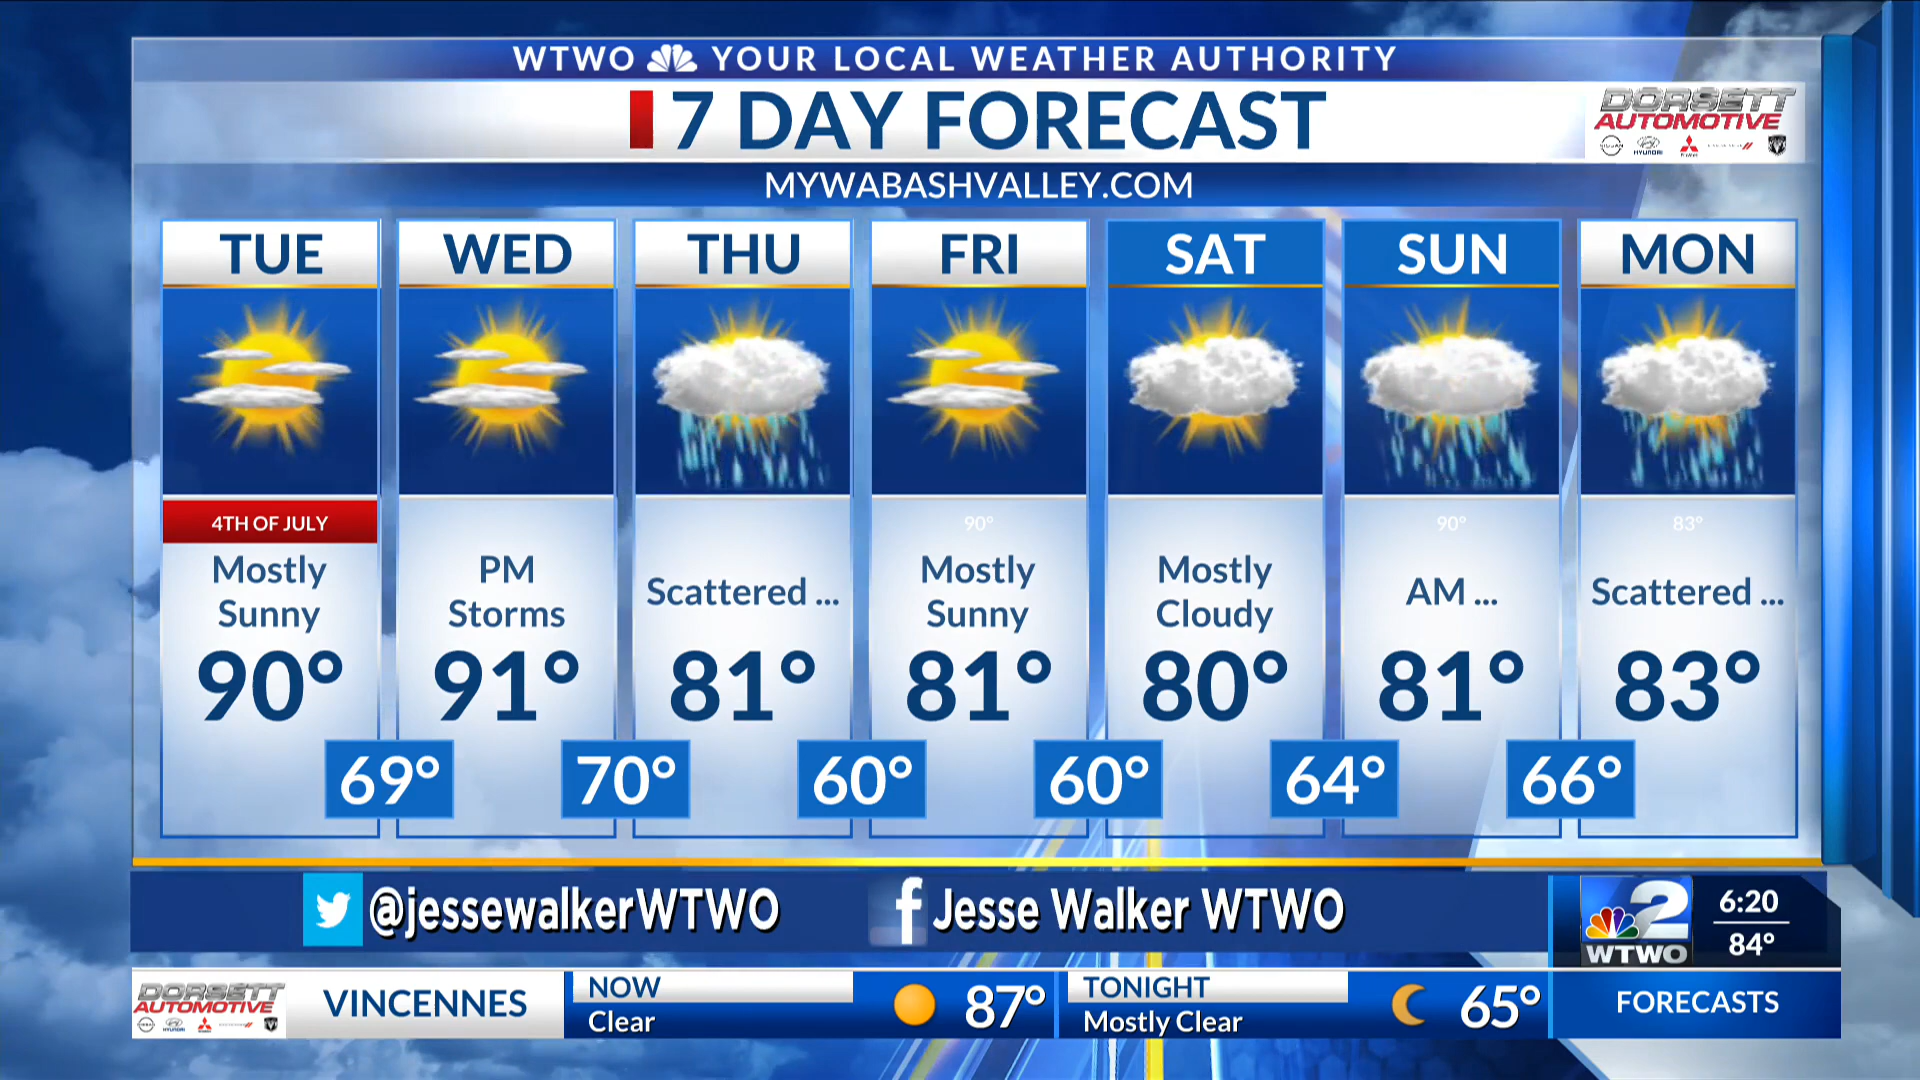 WTWO YOUR LOCAL WEATHER AUTHORITY
7 DAY FORECAST
DORSETT
AUTOMOTIVE
HYUNDAI
MYWABASHVALLEY.COM
TUE
WED
THU
FRI
SAT
SUN
MON
4TH OF JULY
90°
90°
83°
Mostly
Sunny
PM
Storms
Scattered ...
Mostly
Sunny
Mostly
Cloudy
AM ...
Scattered ...
90°
91°
81°
81°
80°
81°
83°
69°
70°
60°
60°
64°
66°
@jessewalkerWTWO
Jesse Walker WTWO
2
WTWO
6:20
84°
DORSETT
AUTOMOTIVE
VINCENNES
NOW
Clear
87°
TONIGHT
Mostly Clear
65°
FORECASTS